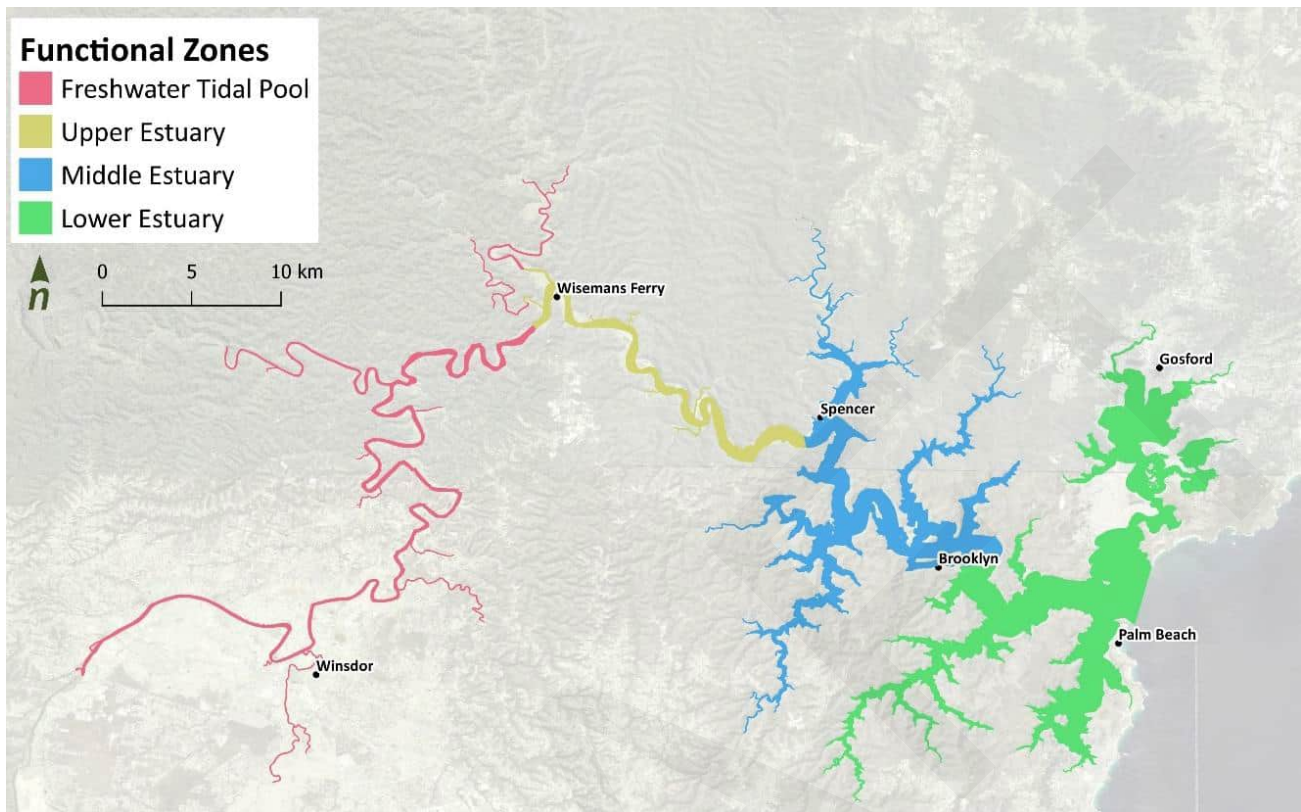 Functional Zones
Freshwater Tidal Pool
Upper Estuary
Middle Estuary
Lower Estuary
0 5 10 km
n
Wisemans Ferry
Gosford
Spencer
Brooklyn
Palm Beach
Winsdor